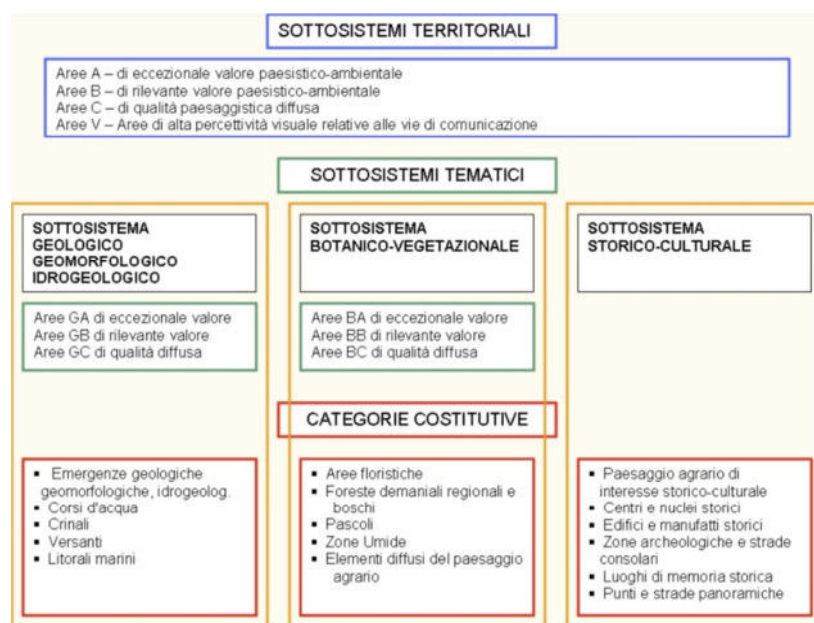 SOTTOSISTEMI TERRITORIALI
Aree A – di eccezionale valore paesistico-ambientale
Aree B – di rilevante valore paesistico-ambientale
Aree C – di qualità paesaggistica diffusa
Aree V – Aree di alta percettività visuale relative alle vie di comunicazione
SOTTOSISTEMI TEMATICI
SOTTOSISTEMA
GEOLOGICO
GEOMORFOLOGICO
IDROGEOLOGICO
Aree GA di eccezionale valore
Aree GB di rilevante valore
Aree GC di qualità diffusa
SOTTOSISTEMA
BOTANICO-VEGETAZIONALE
Aree BA di eccezionale valore
Aree BB di rilevante valore
Aree BC di qualità diffusa
SOTTOSISTEMA
STORICO-CULTURALE
CATEGORIE COSTITUTIVE
▪ Emergenze geologiche
geomorfologiche, idrogeolog.
▪ Corsi d'acqua
▪ Crinali
▪ Versanti
▪ Litorali marini
▪ Aree floristiche
▪ Foreste demaniali regionali e
boschi
▪ Pascoli
▪ Zone Umide
▪ Elementi diffusi del paesaggio
agrario
▪ Paesaggio agrario di
interesse storico-culturale
▪ Centri e nuclei storici
▪ Edifici e manufatti storici
▪ Zone archeologiche e strade
consolari
▪ Luoghi di memoria storica
▪ Punti e strade panoramiche